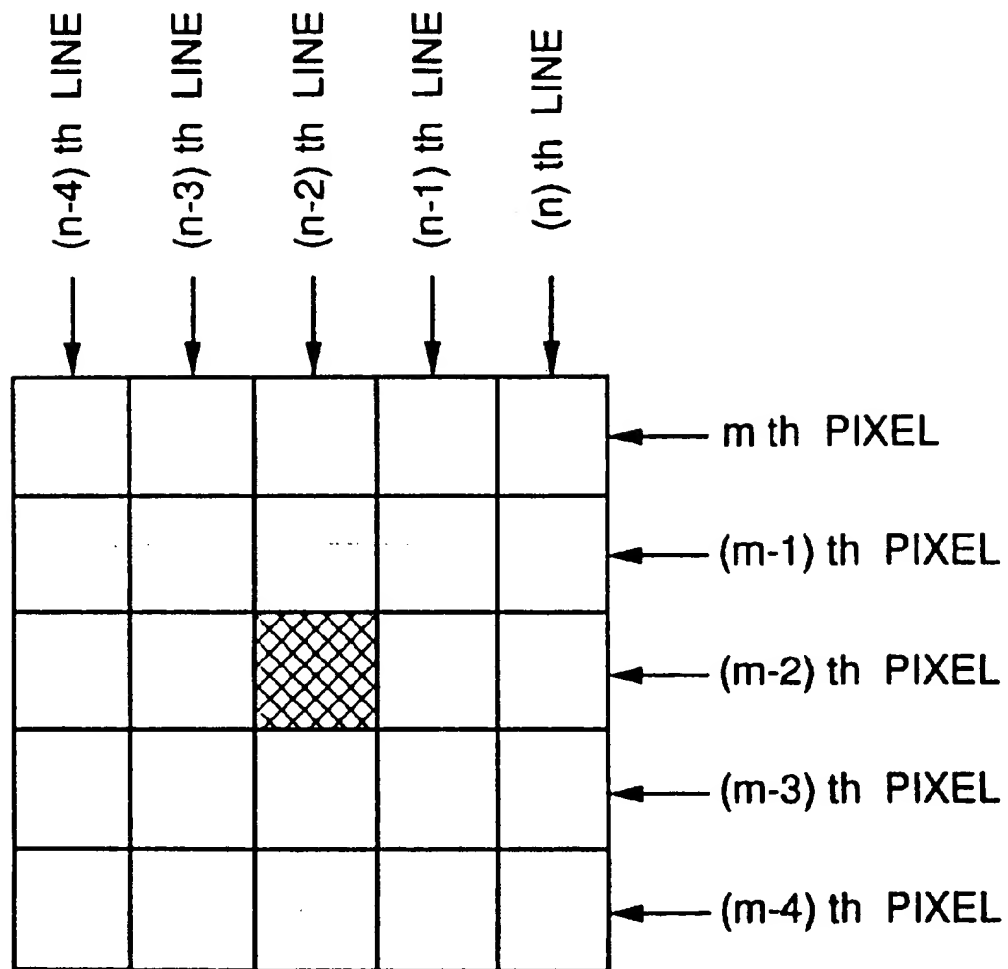 (n-4) th LINE
(n-3) th LINE
(n-2) th LINE
(n-1) th LINE
(n) th LINE
m th PIXEL
(m-1) th PIXEL
(m-2) th PIXEL
(m-3) th PIXEL
(m-4) th PIXEL